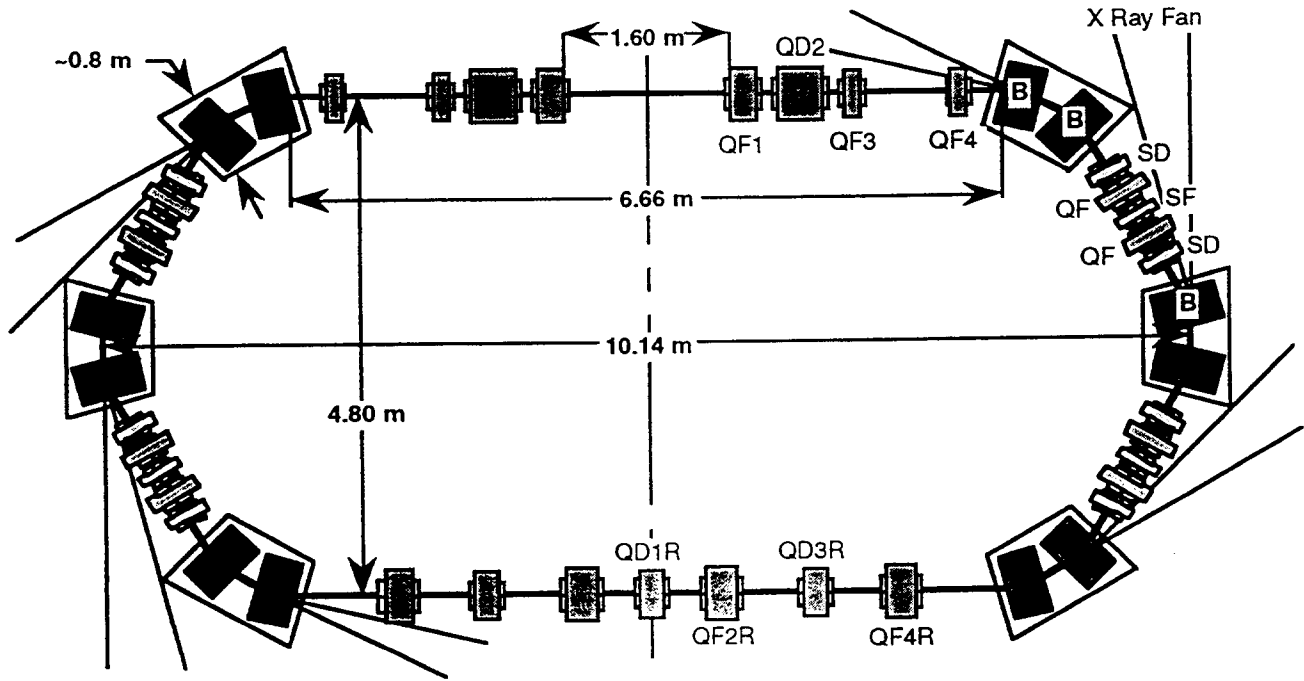 X Ray Fan
~0.8 m
1.60 m
QD2
B
B
QF1
QF3
QF4
SD
6.66 m
QF
SF
QF
SD
B
10.14 m
4.80 m
QD1R
QD3R
QF2R
QF4R